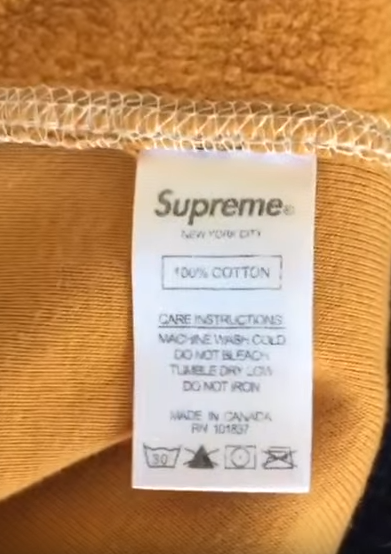 Supreme®
NEW YORK CITY
100% COTTON
CARE INSTRUCTIONS
MACHINE WASH COLD
DO NOT BLEACH
TUMBLE DRY LOW
DO NOT IRON
MADE IN CANADA
RN 101837
30